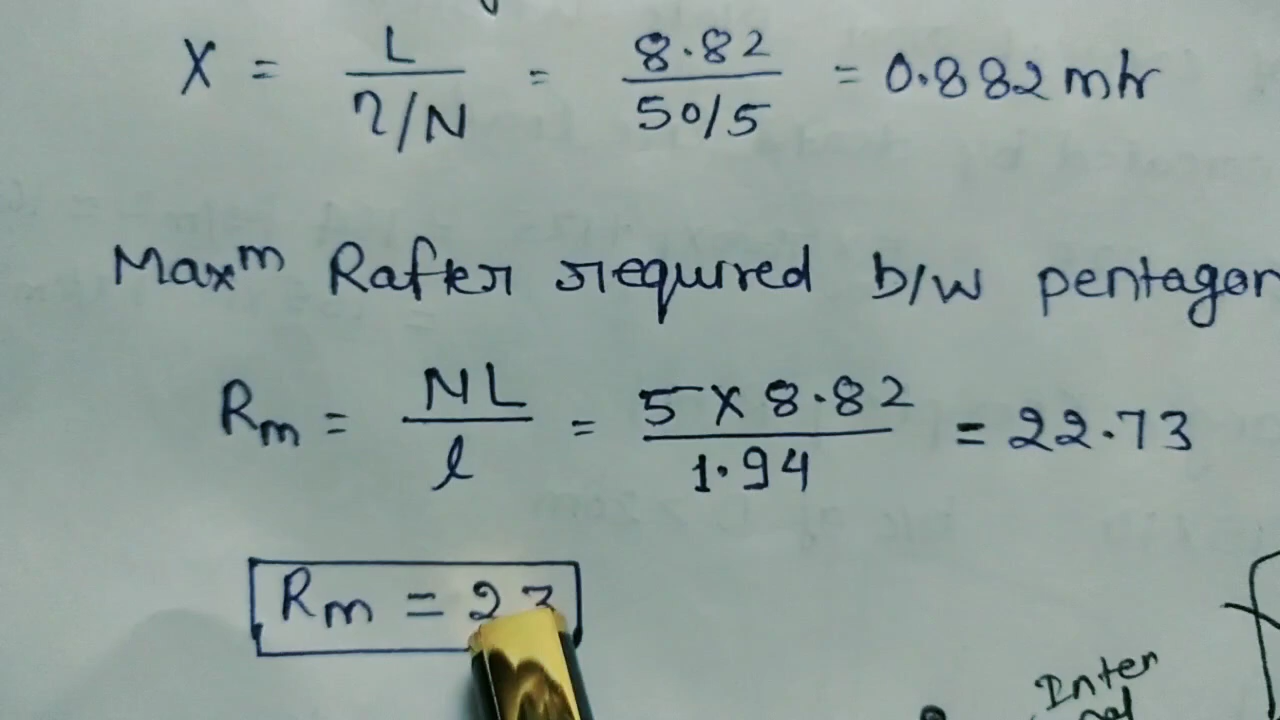 X = L / η/N = 8.82 / 50/5 = 0.882 mtr
Maxᵐ Rafter required b/w pentagon
Rm = NL / l = 5 X 8.82 / 1.94 = 22.73
Rm = 23
Inter
nal